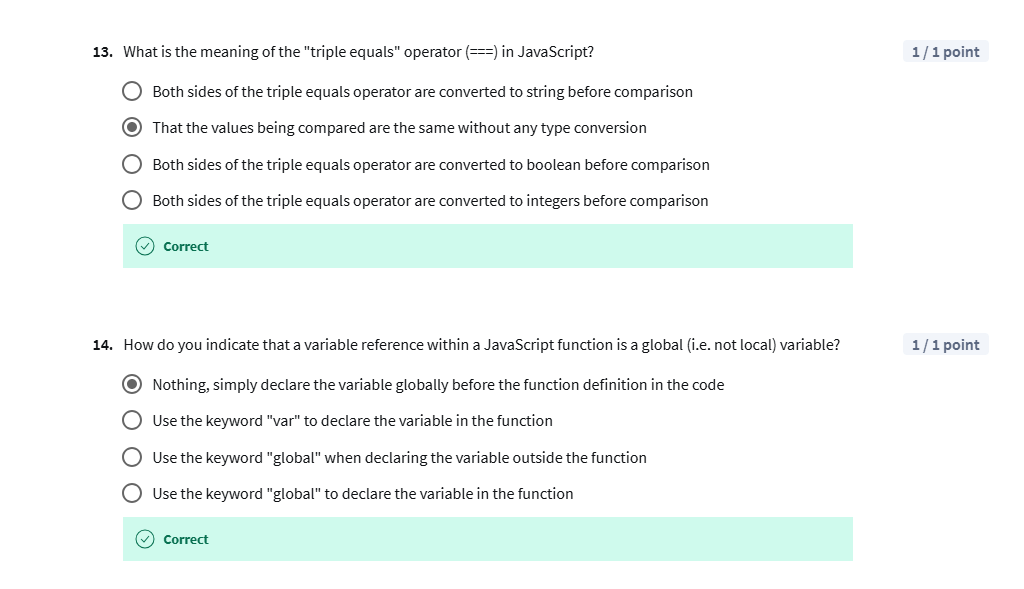 13. What is the meaning of the "triple equals" operator (===) in JavaScript? 1 / 1 point
Both sides of the triple equals operator are converted to string before comparison
That the values being compared are the same without any type conversion
Both sides of the triple equals operator are converted to boolean before comparison
Both sides of the triple equals operator are converted to integers before comparison
Correct
14. How do you indicate that a variable reference within a JavaScript function is a global (i.e. not local) variable? 1 / 1 point
Nothing, simply declare the variable globally before the function definition in the code
Use the keyword "var" to declare the variable in the function
Use the keyword "global" when declaring the variable outside the function
Use the keyword "global" to declare the variable in the function
Correct